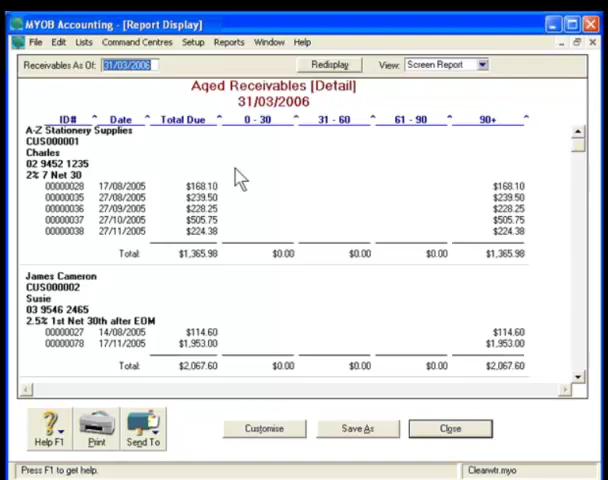 MYOB Accounting - [Report Display]
File Edit Lists Command Centres Setup Reports Window Help
Receivables As Of: 31/03/2006 Redisplay View: Screen Report
Aged Receivables [Detail]
31/03/2006
ID# Date Total Due 0 - 30 31 - 60 61 - 90 90+
A-Z Stationery Supplies
CUS000001
Charles
02 9452 1235
2% 7 Net 30
00000028 17/08/2005 $168.10 $168.10
00000035 27/08/2005 $239.50 $239.50
00000036 27/09/2005 $228.25 $228.25
00000037 27/10/2005 $505.75 $505.75
00000038 27/11/2005 $224.38 $224.38
Total: $1,365.98 $0.00 $0.00 $0.00 $1,365.98
James Cameron
CUS000002
Susie
03 9546 2465
2.5% 1st Net 30th after EOM
00000027 14/08/2005 $114.60 $114.60
00000078 17/11/2005 $1,953.00 $1,953.00
Total: $2,067.60 $0.00 $0.00 $0.00 $2,067.60
Help F1 Print Send To Customise Save As Close
Press F1 to get help. Clearwtr.myo